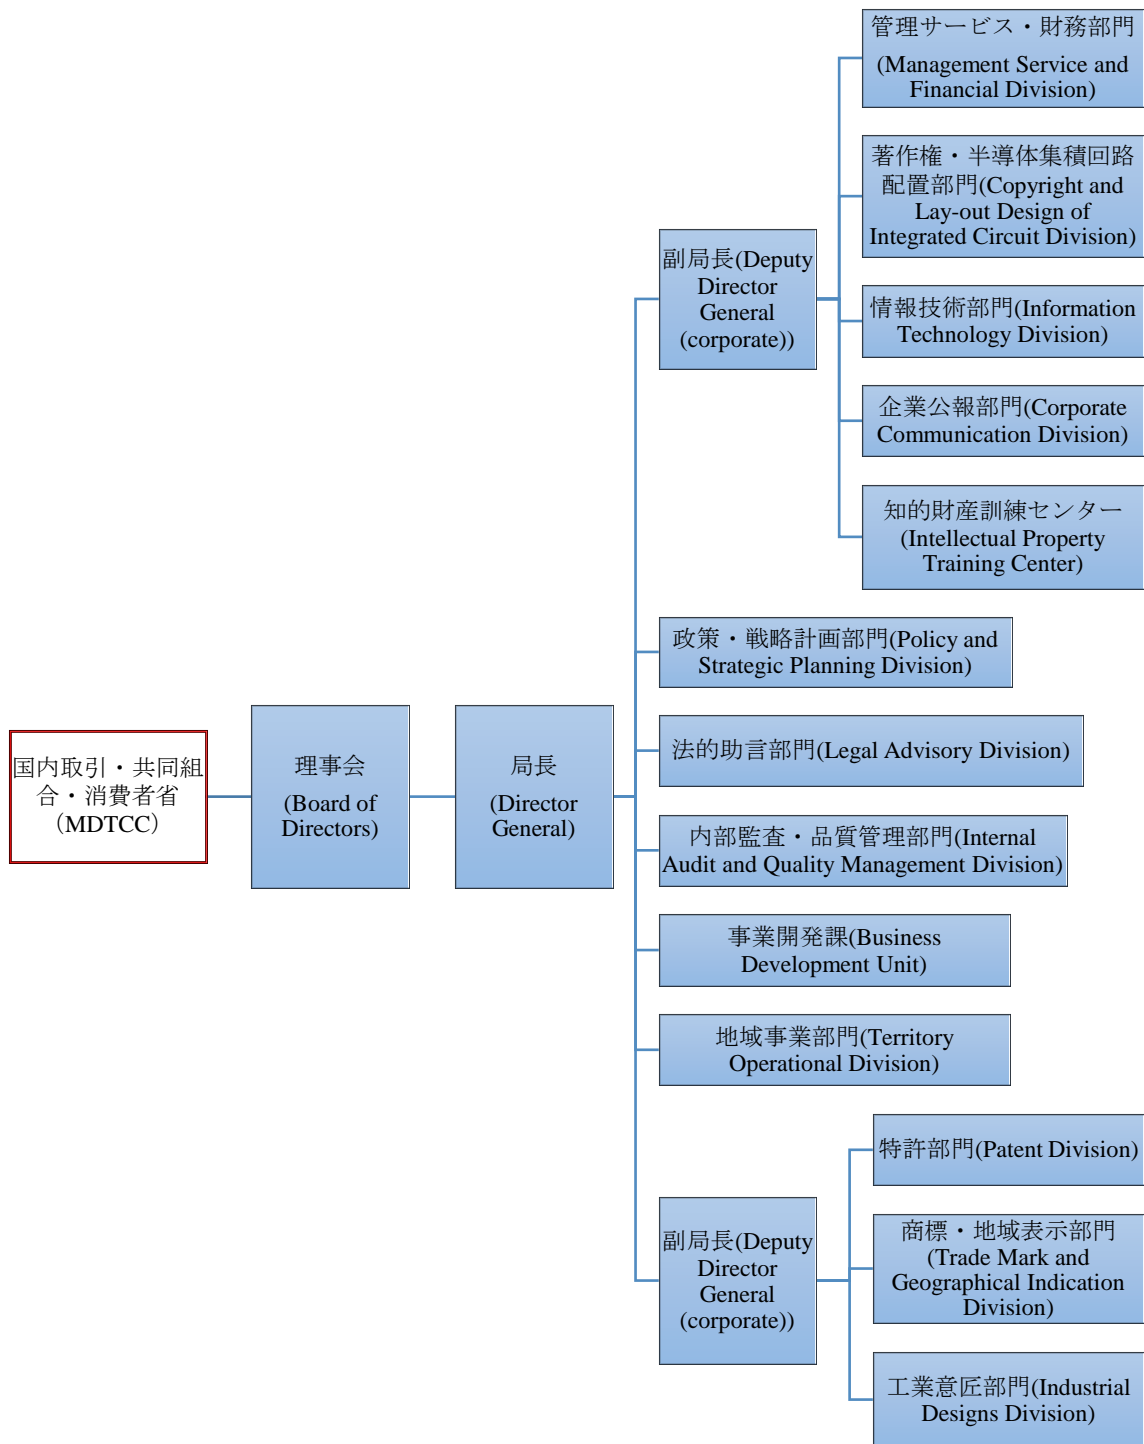 管理サービス・財務部門
(Management Service and
Financial Division)
著作権・半導体集積回路
配置部門(Copyright and
Lay-out Design of
Integrated Circuit Division)
副局長(Deputy
Director
General
(corporate))
情報技術部門(Information
Technology Division)
企業公報部門(Corporate
Communication Division)
知的財産訓練センター
(Intellectual Property
Training Center)
政策・戦略計画部門(Policy and
Strategic Planning Division)
国内取引・共同組
合・消費者省
（MDTCC）
理事会
(Board of
Directors)
局長
(Director
General)
法的助言部門(Legal Advisory Division)
内部監査・品質管理部門(Internal
Audit and Quality Management Division)
事業開発課(Business
Development Unit)
地域事業部門(Territory
Operational Division)
特許部門(Patent Division)
副局長(Deputy
Director
General
(corporate))
商標・地域表示部門
(Trade Mark and
Geographical Indication
Division)
工業意匠部門(Industrial
Designs Division)